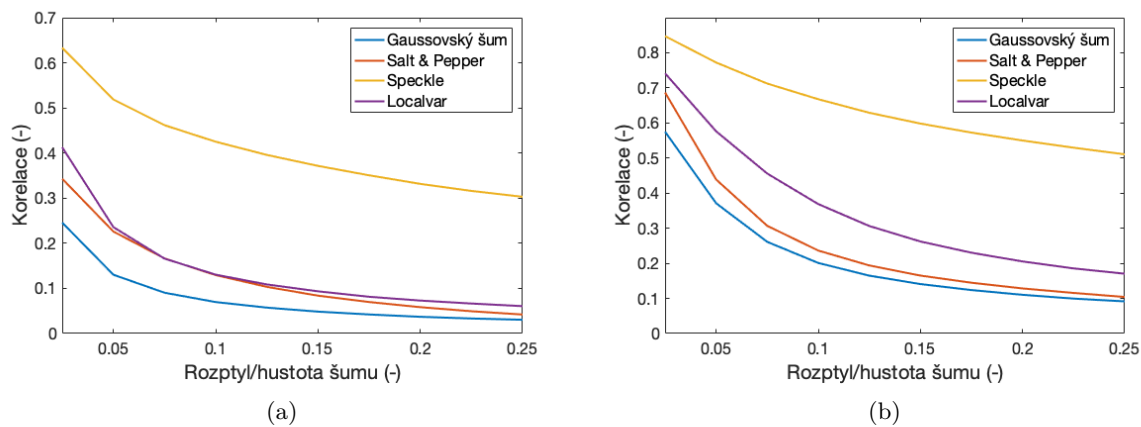 0.7
0.6
0.5
0.4
0.3
0.2
0.1
0
Korelace (-)
Gaussovský šum
Salt & Pepper
Speckle
Localvar
0.05
0.1
0.15
0.2
0.25
Rozptyl/hustota šumu (-)
(a)
0.8
0.7
0.6
0.5
0.4
0.3
0.2
0.1
0
Korelace (-)
Gaussovský šum
Salt & Pepper
Speckle
Localvar
0.05
0.1
0.15
0.2
0.25
Rozptyl/hustota šumu (-)
(b)